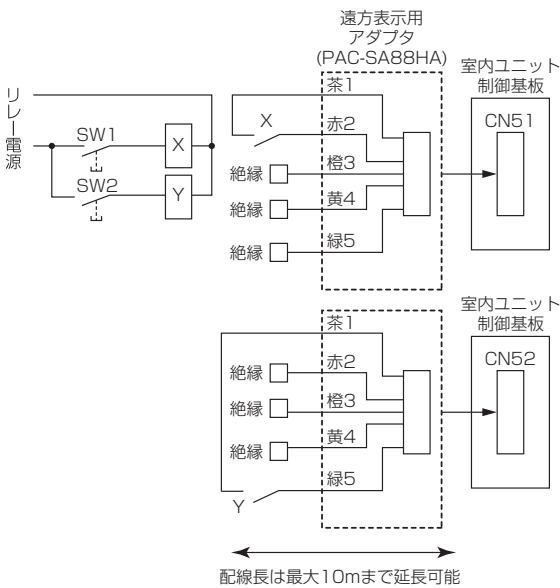 遠方表示用
アダプタ
(PAC-SA88HA)
室内ユニット
制御基板
リレー電源
SW1
X
SW2
Y
X
茶1
赤2
絶縁
橙3
絶縁
黄4
絶縁
緑5
CN51
室内ユニット
制御基板
茶1
絶縁
赤2
絶縁
橙3
絶縁
黄4
Y
緑5
CN52
配線長は最大10mまで延長可能